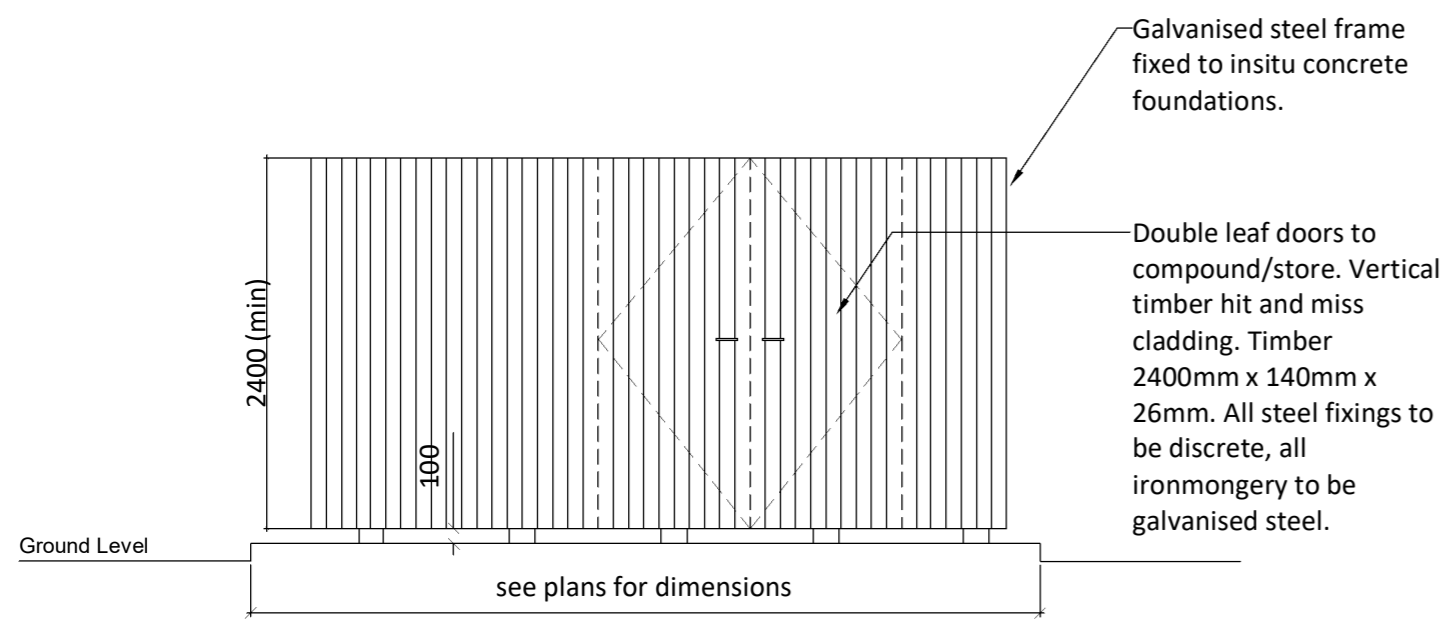 Galvanised steel frame
fixed to insitu concrete
foundations.
Double leaf doors to
compound/store. Vertical
timber hit and miss
cladding. Timber
2400mm x 140mm x
26mm. All steel fixings to
be discrete, all
ironmongery to be
galvanised steel.
2400 (min)
100
Ground Level
see plans for dimensions